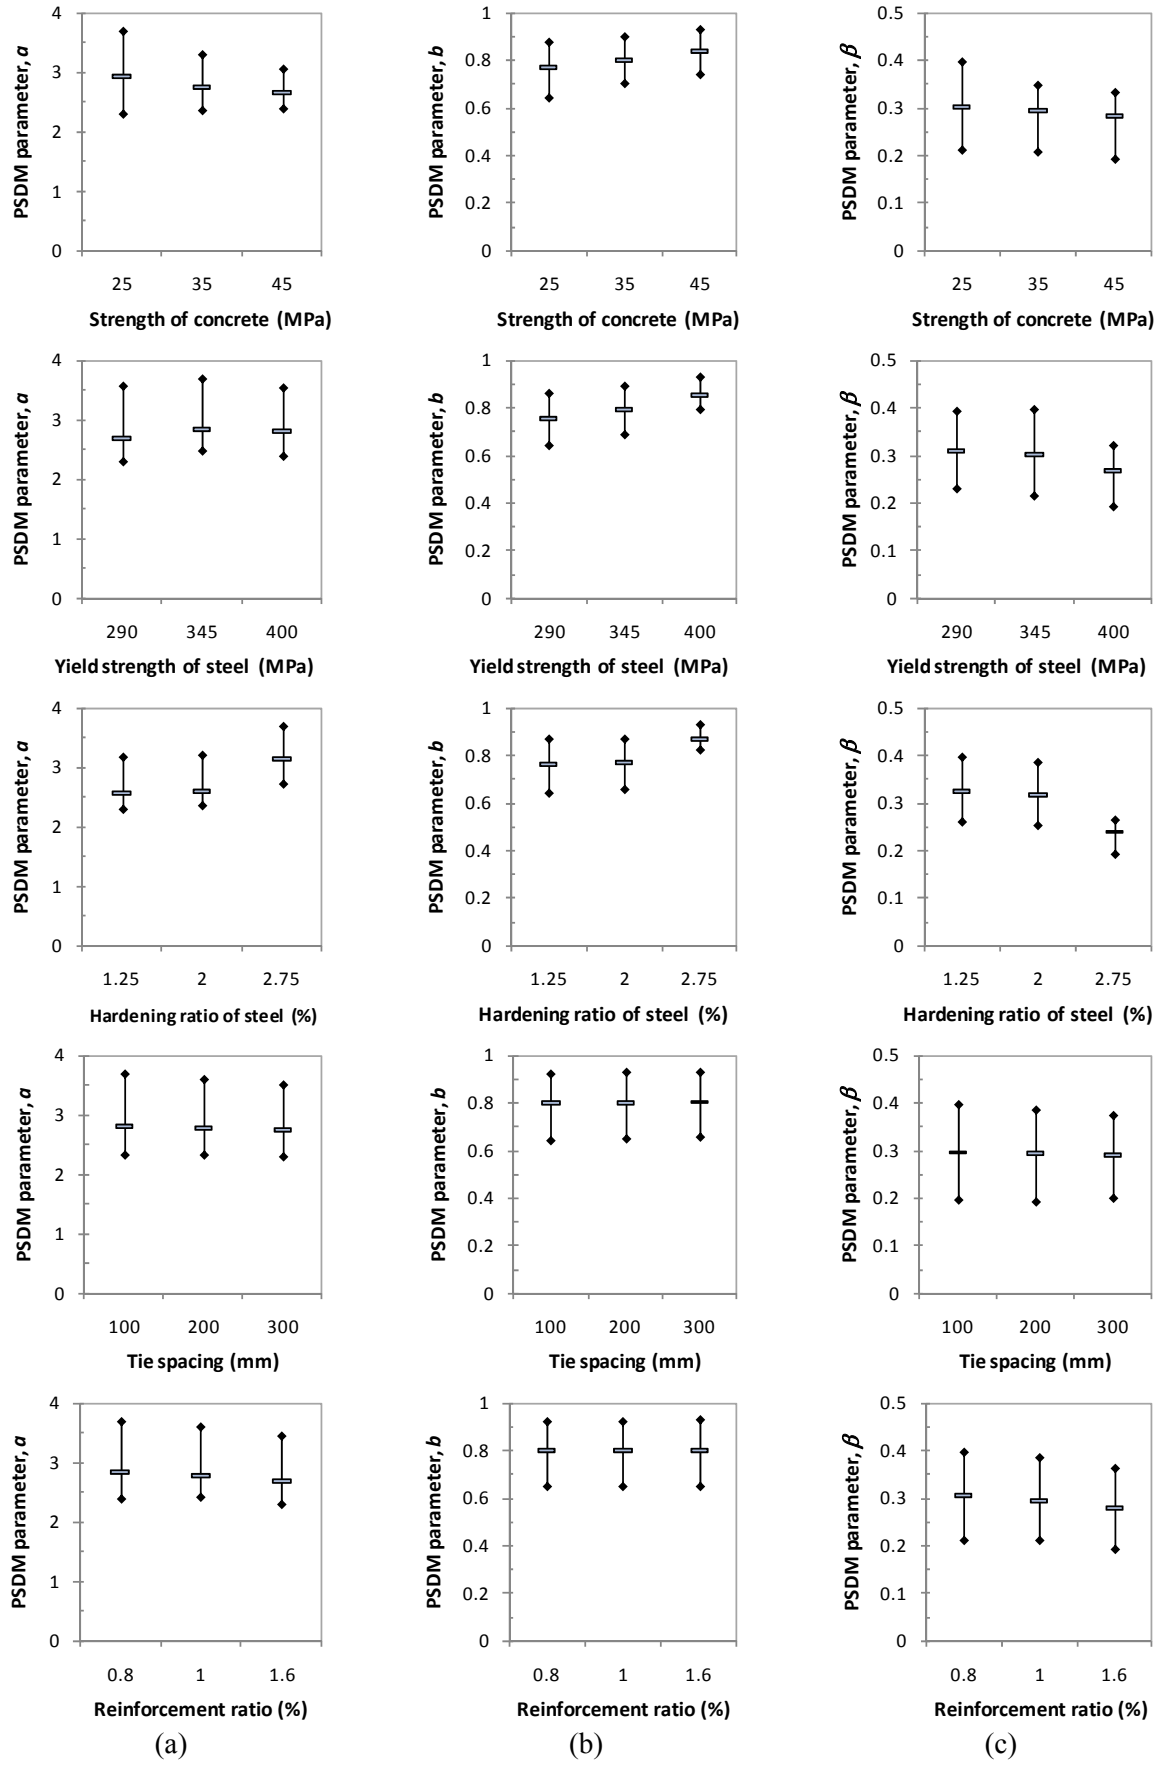 PSDM parameter, a
4
3
2
1
0
25 35 45
Strength of concrete (MPa)
PSDM parameter, b
1
0.8
0.6
0.4
0.2
0
25 35 45
Strength of concrete (MPa)
PSDM parameter, β
0.5
0.4
0.3
0.2
0.1
0
25 35 45
Strength of concrete (MPa)
PSDM parameter, a
4
3
2
1
0
290 345 400
Yield strength of steel (MPa)
PSDM parameter, b
1
0.8
0.6
0.4
0.2
0
290 345 400
Yield strength of steel (MPa)
PSDM parameter, β
0.5
0.4
0.3
0.2
0.1
0
290 345 400
Yield strength of steel (MPa)
PSDM parameter, a
4
3
2
1
0
1.25 2 2.75
Hardening ratio of steel (%)
PSDM parameter, b
1
0.8
0.6
0.4
0.2
0
1.25 2 2.75
Hardening ratio of steel (%)
PSDM parameter, β
0.5
0.4
0.3
0.2
0.1
0
1.25 2 2.75
Hardening ratio of steel (%)
PSDM parameter, a
4
3
2
1
0
100 200 300
Tie spacing (mm)
PSDM parameter, b
1
0.8
0.6
0.4
0.2
0
100 200 300
Tie spacing (mm)
PSDM parameter, β
0.5
0.4
0.3
0.2
0.1
0
100 200 300
Tie spacing (mm)
PSDM parameter, a
4
3
2
1
0
0.8 1 1.6
Reinforcement ratio (%)
PSDM parameter, b
1
0.8
0.6
0.4
0.2
0
0.8 1 1.6
Reinforcement ratio (%)
PSDM parameter, β
0.5
0.4
0.3
0.2
0.1
0
0.8 1 1.6
Reinforcement ratio (%)
(a) (b) (c)